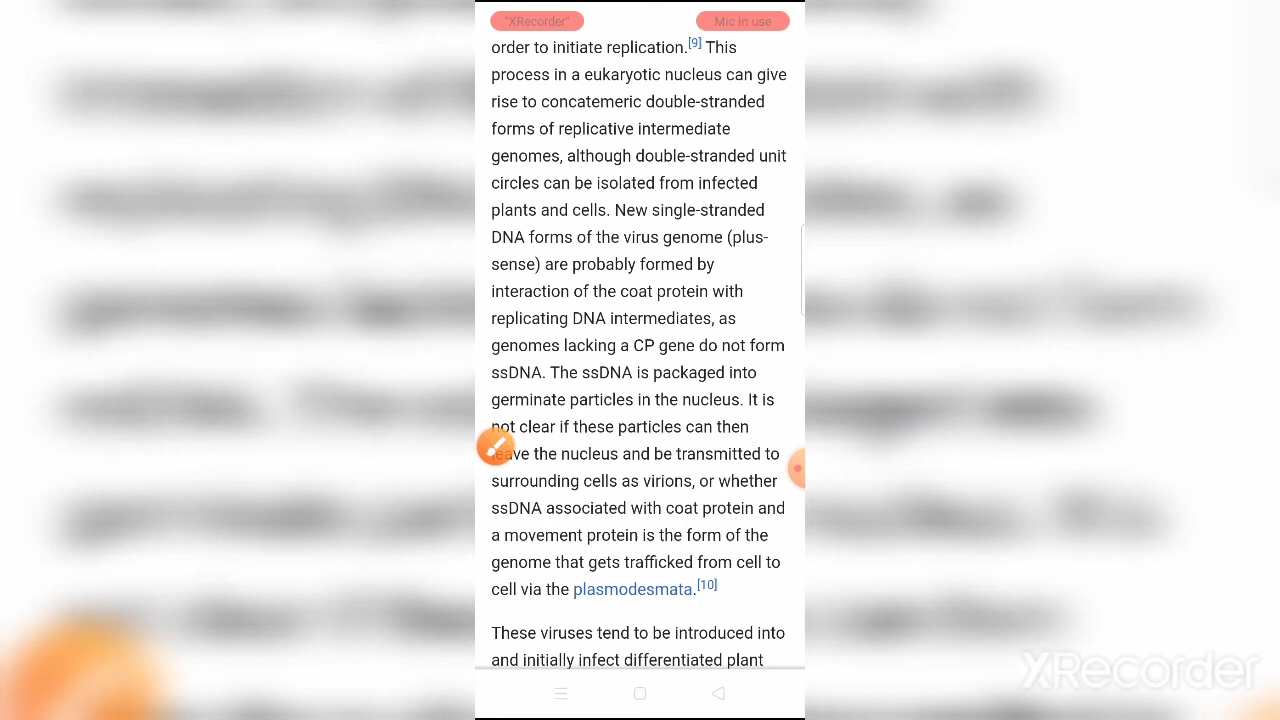 "XRecorder"
Mic in use
order to initiate replication.[9] This
process in a eukaryotic nucleus can give
rise to concatemeric double-stranded
forms of replicative intermediate
genomes, although double-stranded unit
circles can be isolated from infected
plants and cells. New single-stranded
DNA forms of the virus genome (plus-
sense) are probably formed by
interaction of the coat protein with
replicating DNA intermediates, as
genomes lacking a CP gene do not form
ssDNA. The ssDNA is packaged into
germinate particles in the nucleus. It is
not clear if these particles can then
leave the nucleus and be transmitted to
surrounding cells as virions, or whether
ssDNA associated with coat protein and
a movement protein is the form of the
genome that gets trafficked from cell to
cell via the plasmodesmata.[10]
These viruses tend to be introduced into
and initially infect differentiated plant
XRecorder